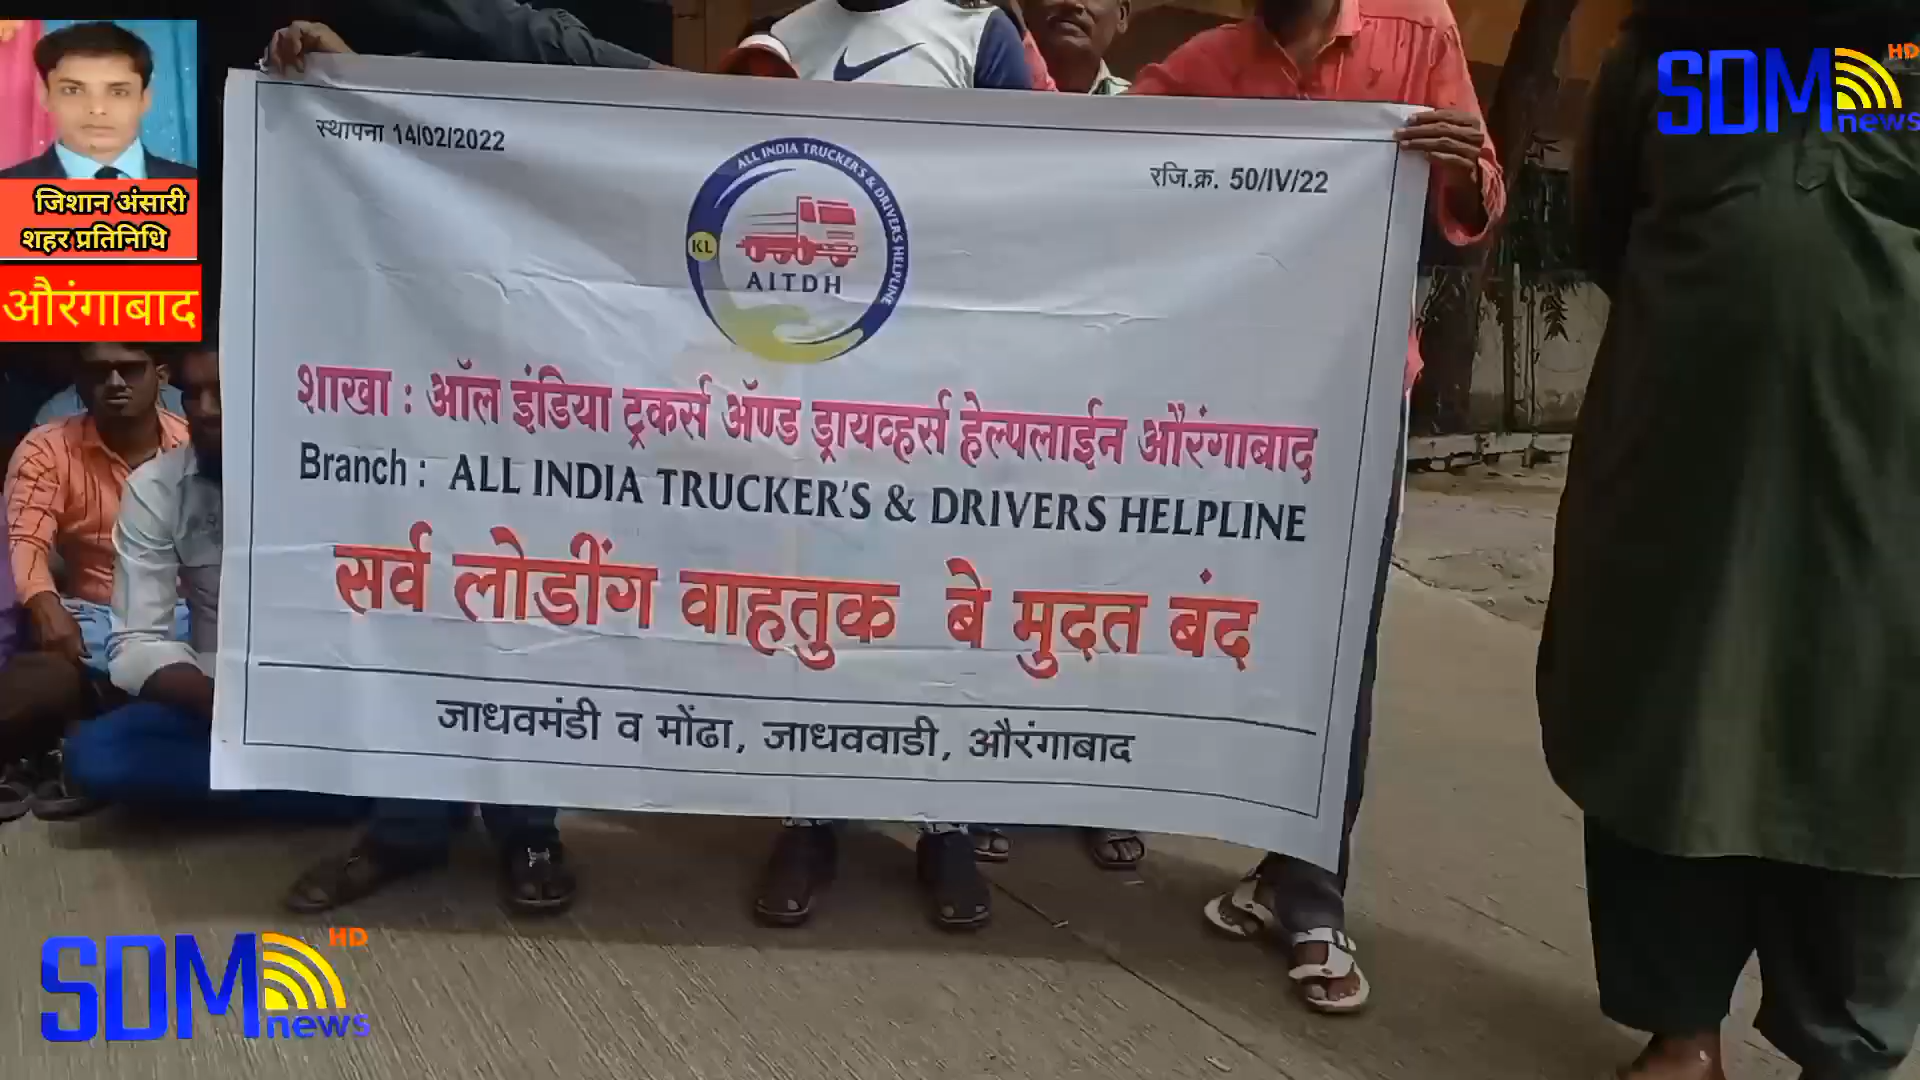 जिशान अंसारी
शहर प्रतिनिधि
औरंगाबाद
SDM news HD
स्थापना 14/02/2022
रजि.क्र. 50/IV/22
ALL INDIA TRUCKER'S & DRIVERS HELPLINE
KL
AITDH
शाखा : ऑल इंडिया ट्रकर्स ॲण्ड ड्रायव्हर्स हेल्पलाईन औरंगाबाद
Branch : ALL INDIA TRUCKER'S & DRIVERS HELPLINE
सर्व लोडींग वाहतुक बे मुदत बंद
जाधवमंडी व मोंढा, जाधववाडी, औरंगाबाद
SDM news HD